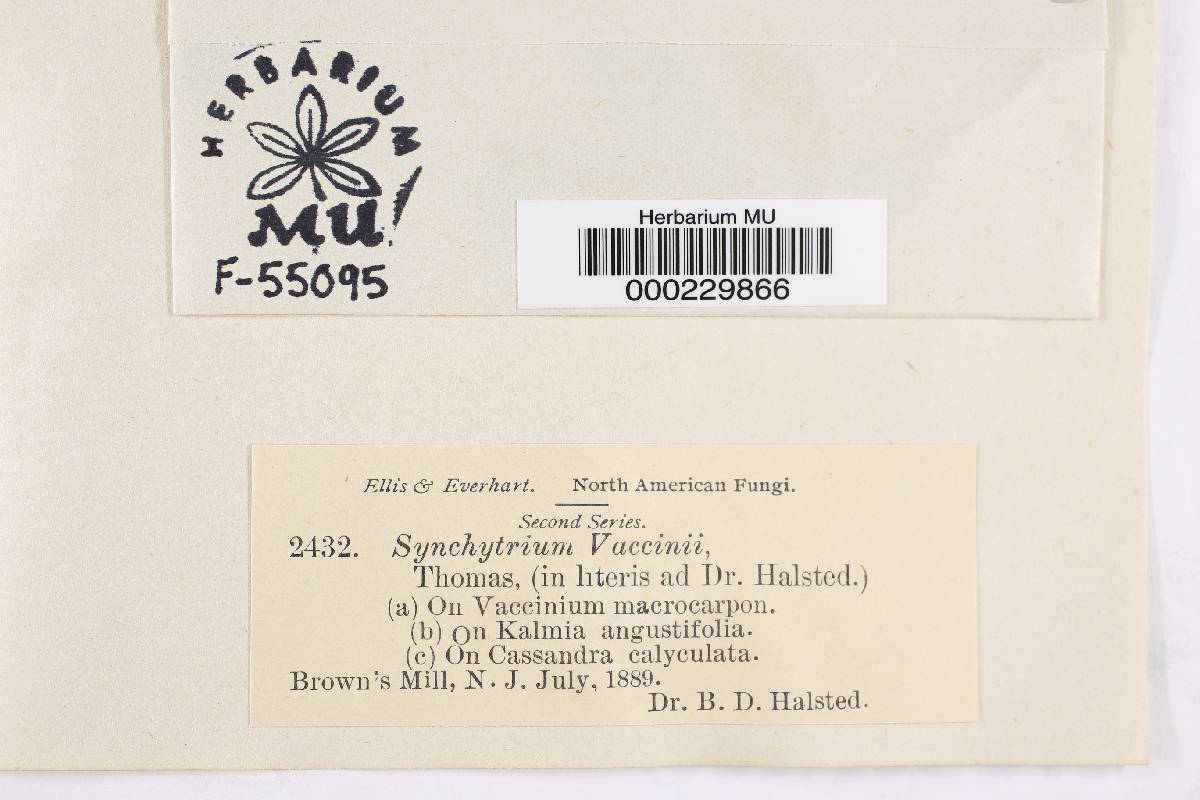 HERBARIUM
MU!
F-55095
Herbarium MU
000229866
Ellis & Everhart. North American Fungi.
Second Series.
2432. Synchytrium Vaccinii,
Thomas, (in literis ad Dr. Halsted.)
(a) On Vaccinium macrocarpon.
(b) On Kalmia angustifolia.
(c) On Cassandra calyculata.
Brown's Mill, N. J. July, 1889.
Dr. B. D. Halsted.